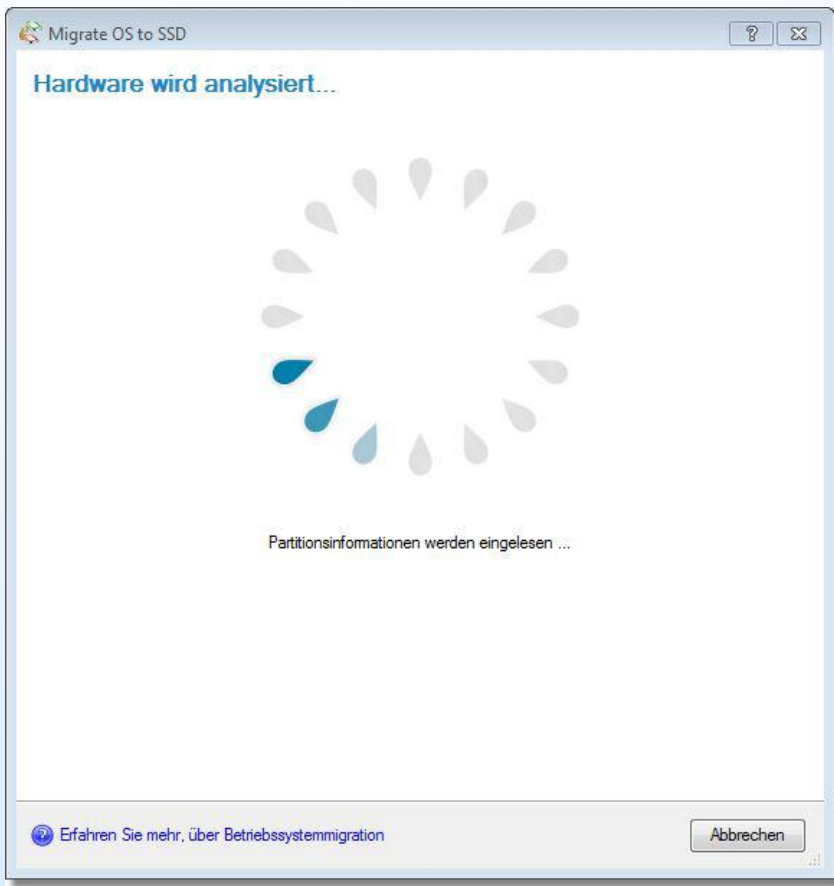 Migrate OS to SSD
Hardware wird analysiert...
Partitionsinformationen werden eingelesen ...
Erfahren Sie mehr, über Betriebssystemmigration
Abbrechen